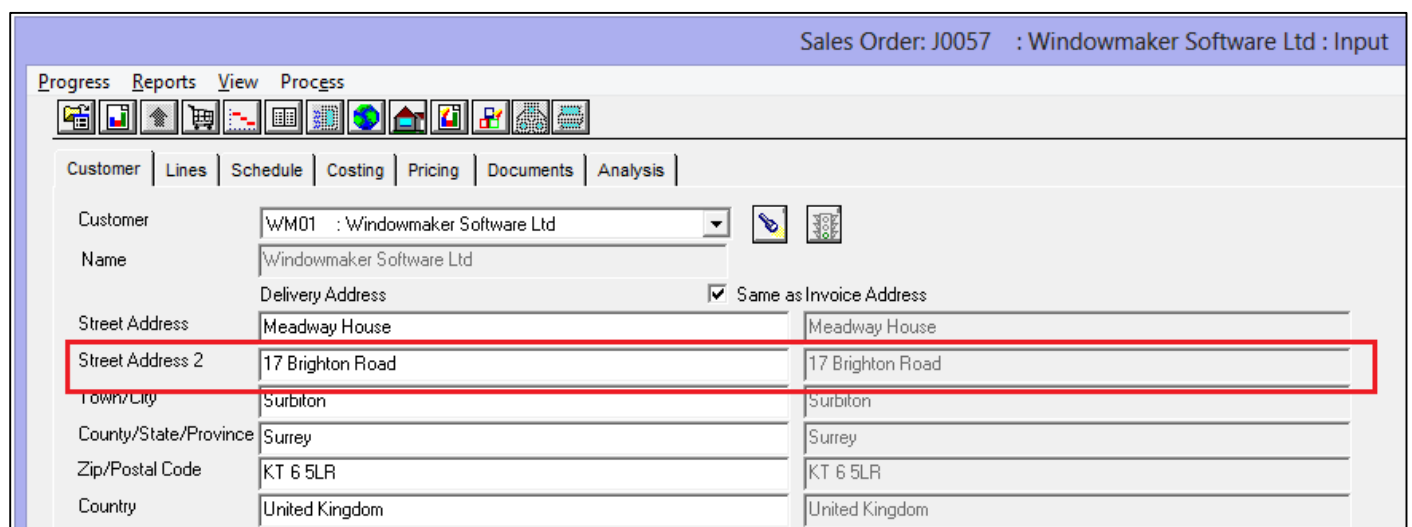 Sales Order: J0057 : Windowmaker Software Ltd : Input
Progress Reports View Process
Customer Lines Schedule Costing Pricing Documents Analysis
Customer WM01 : Windowmaker Software Ltd
Name Windowmaker Software Ltd
Delivery Address Same as Invoice Address
Street Address Meadway House Meadway House
Street Address 2 17 Brighton Road 17 Brighton Road
Town/City Surbiton Surbiton
County/State/Province Surrey Surrey
Zip/Postal Code KT 6 5LR KT 6 5LR
Country United Kingdom United Kingdom